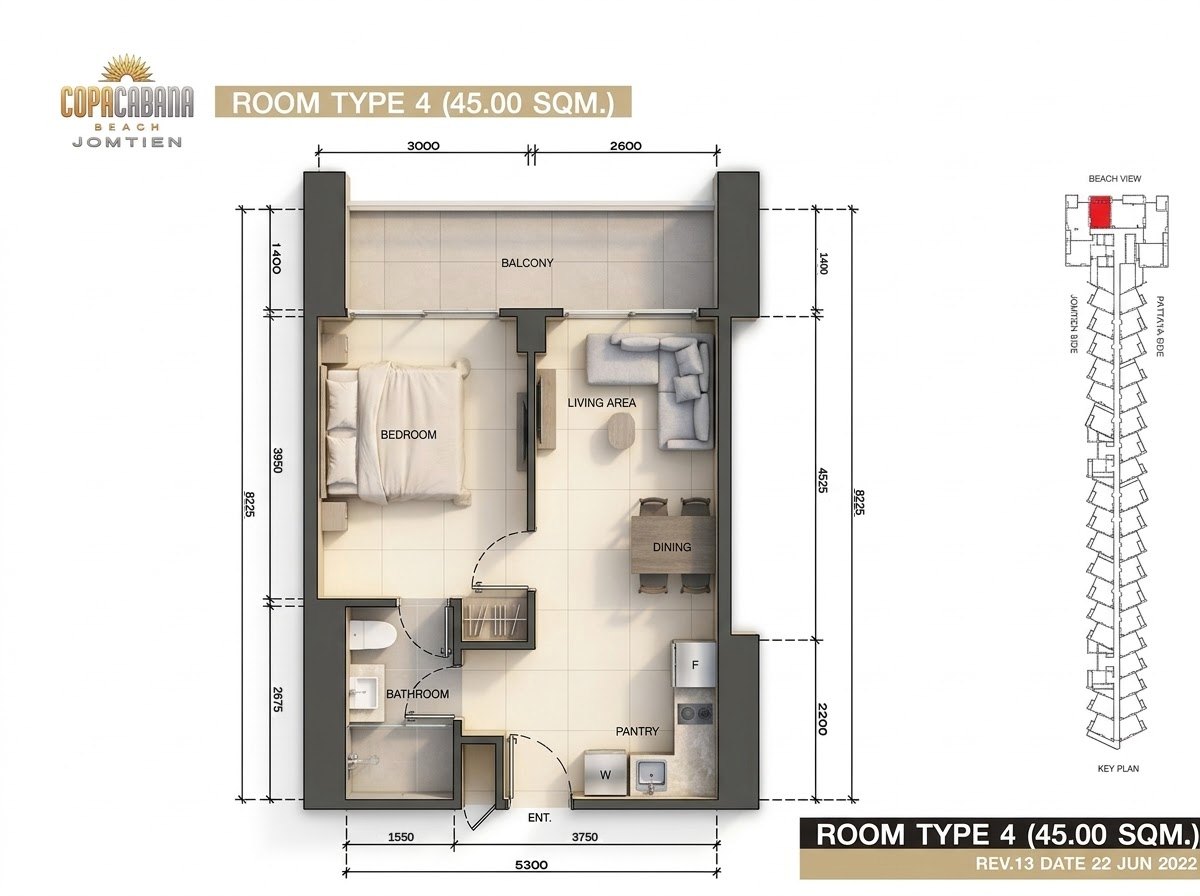 COPACABANA
BEACH
JOMTIEN
ROOM TYPE 4 (45.00 SQM.)
3000
2600
BEACH VIEW
BALCONY
1400
1400
JOMTIEN SIDE
PATTAYA SIDE
LIVING AREA
BEDROOM
3950
4525
8225
8225
DINING
F
BATHROOM
2675
2200
PANTRY
W
KEY PLAN
ENT.
1550
3750
5300
ROOM TYPE 4 (45.00 SQM.)
REV.13 DATE 22 JUN 2022